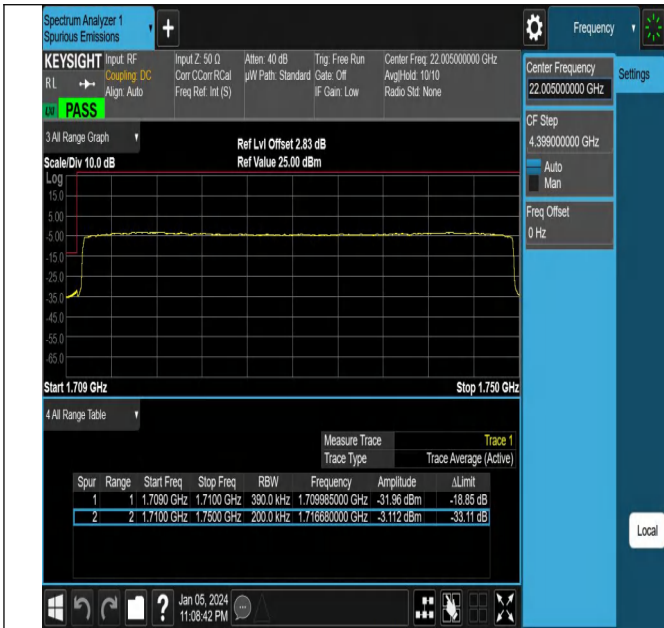 Spectrum Analyzer 1
Spurious Emissions
Frequency
KEYSIGHT
RL
Input: RF
Coupling: DC
Align: Auto
Input Z: 50 Ω
Corr CCorr RCal
Freq Ref: Int (S)
Atten: 40 dB
µW Path: Standard
Trig: Free Run
Gate: Off
IF Gain: Low
Center Freq: 22.005000000 GHz
Avg|Hold: 10/10
Radio Std: None
PASS
Center Frequency
22.005000000 GHz
Settings
CF Step
4.399000000 GHz
Auto
Man
Freq Offset
0 Hz
3 All Range Graph
Scale/Div 10.0 dB
Ref Lvl Offset 2.83 dB
Ref Value 25.00 dBm
Log
15.0
5.00
-5.00
-15.0
-25.0
-35.0
-45.0
-55.0
-65.0
Start 1.709 GHz
Stop 1.750 GHz
4 All Range Table
Measure Trace Trace 1
Trace Type Trace Average (Active)
Spur Range Start Freq Stop Freq RBW Frequency Amplitude ΔLimit
1 1 1.7090 GHz 1.7100 GHz 390.0 kHz 1.709985000 GHz -31.96 dBm -18.85 dB
2 2 1.7100 GHz 1.7500 GHz 200.0 kHz 1.716680000 GHz -3.112 dBm -33.11 dB
Local
Jan 05, 2024
11:08:42 PM